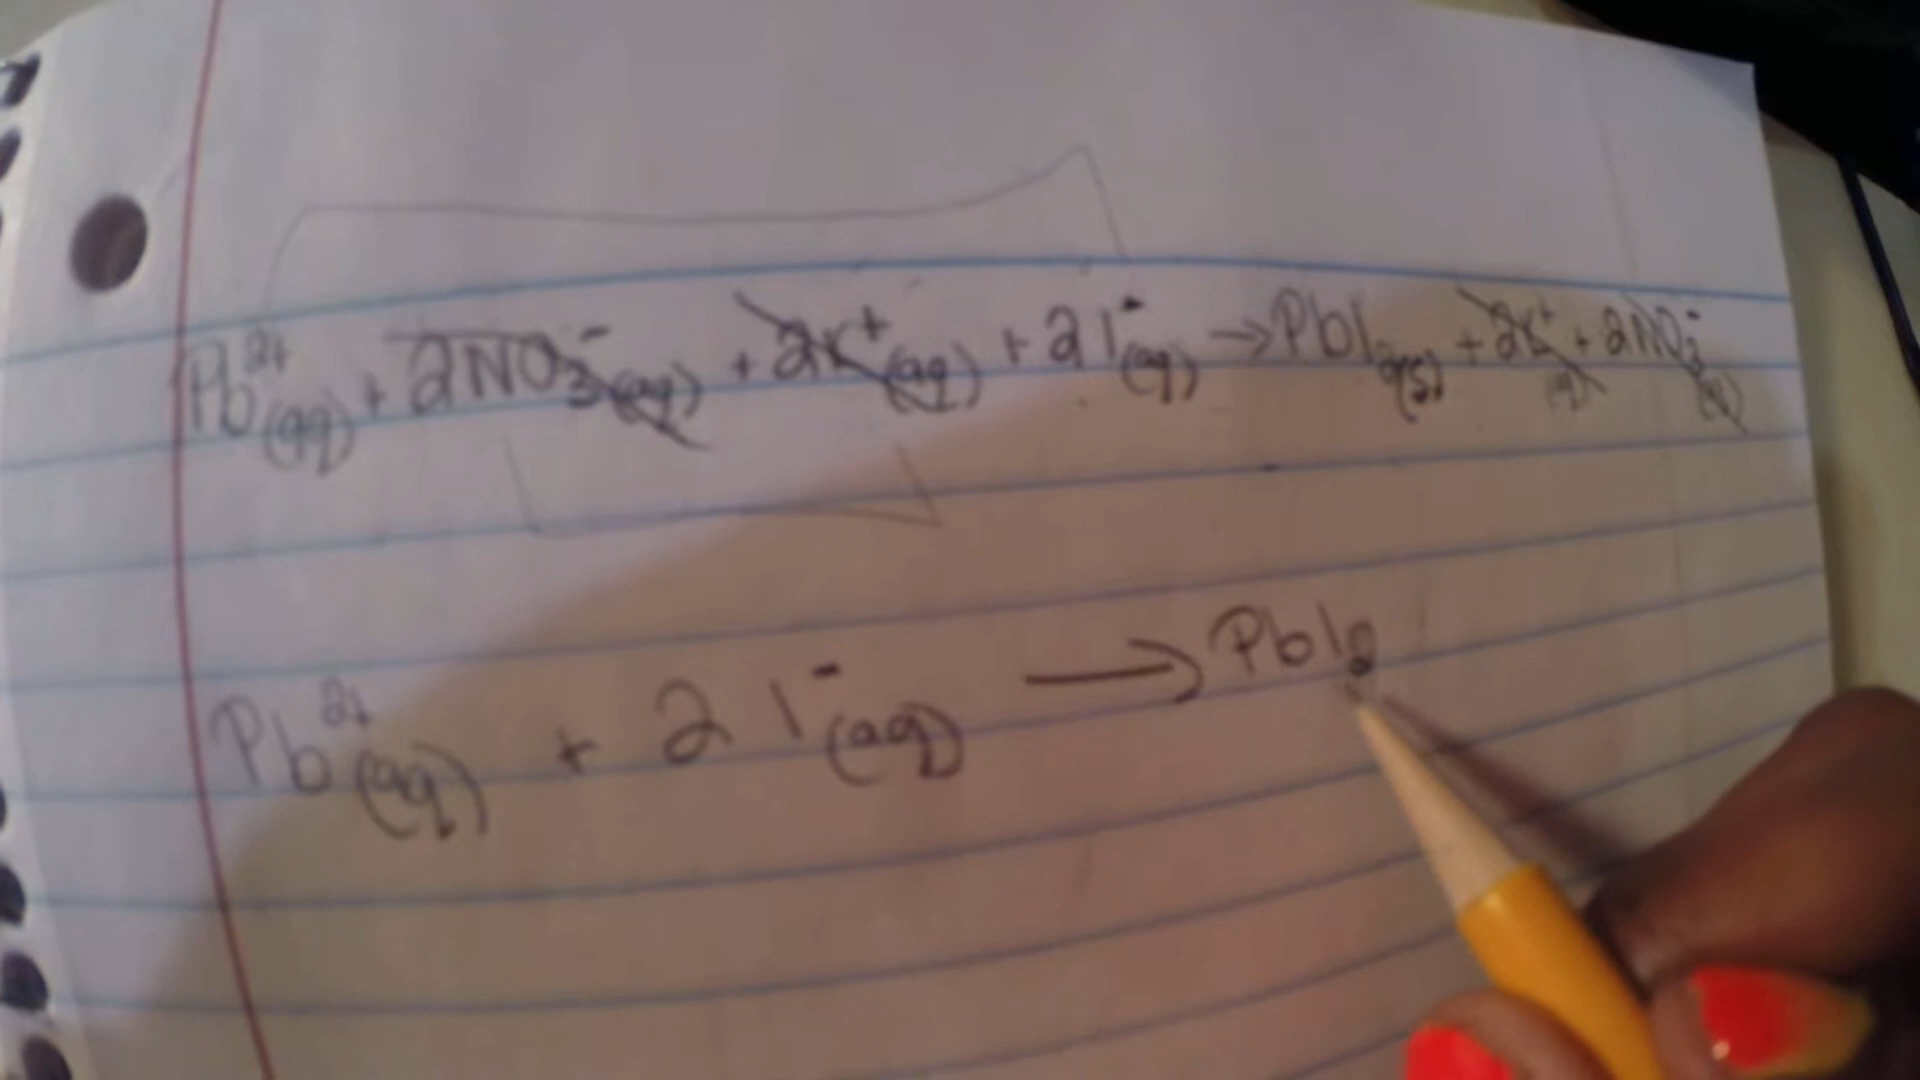 Pb²⁺(aq) + 2NO₃⁻(aq) + 2K⁺(aq) + 2I⁻(aq) → PbI₂(s) + 2K⁺(aq) + 2NO₃⁻(aq)
Pb²⁺(aq) + 2I⁻(aq) → PbI₂